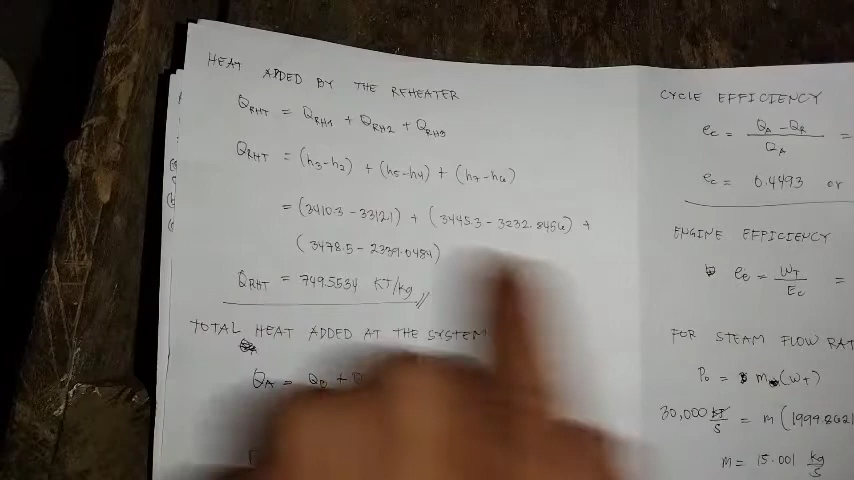 HEAT ADDED BY THE REHEATER
QRHT = QRH1 + QRH2 + QRH3
QRHT = (h3-h2) + (h5-h4) + (h7-h6)
= (3410.3 - 3312.1) + (3445.3 - 3232.8456) +
(3478.5 - 2339.0484)
QRHT = 749.5534 KJ/kg
TOTAL HEAT ADDED AT THE SYSTEM
QA = QB +
CYCLE EFFICIENCY
ec = QA - QR / QA =
ec = 0.4493 or
ENGINE EFFICIENCY
ee = WT / Ec =
FOR STEAM FLOW RAT
Po = m (WT)
30,000 KJ/S = m (1999.8621
m = 15.001 kg/s